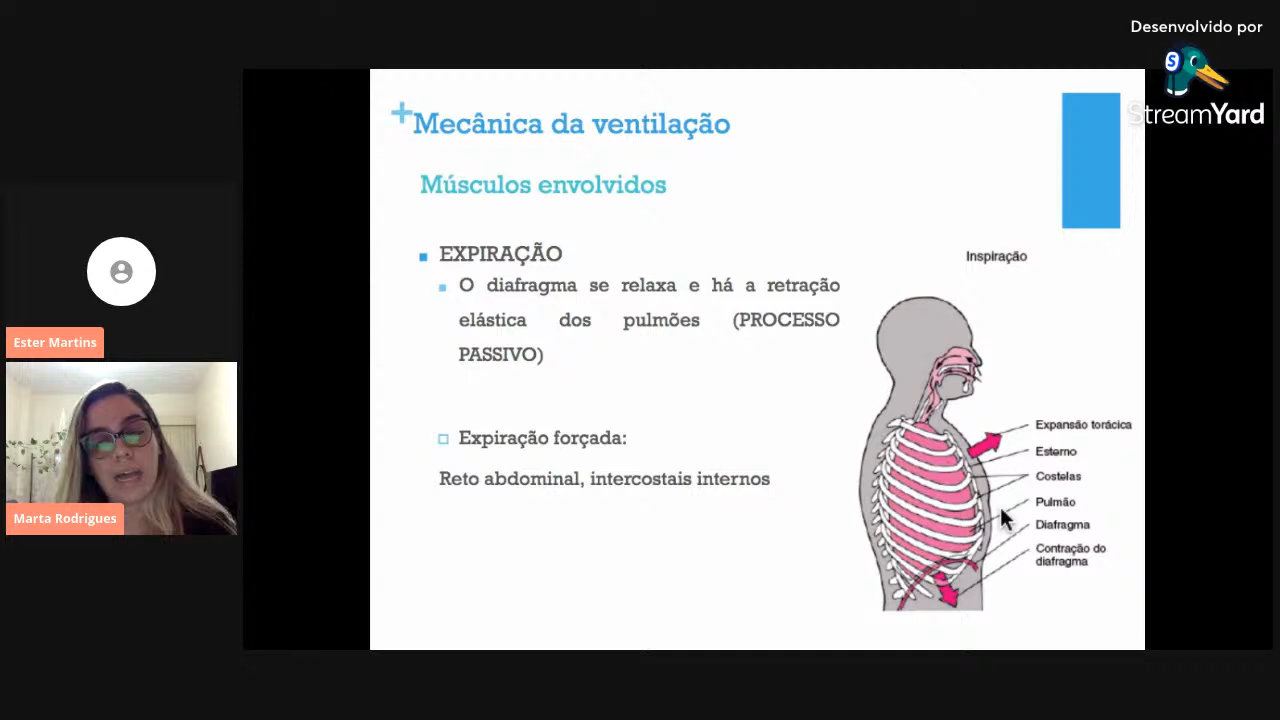 Desenvolvido por
StreamYard
Mecânica da ventilação
Músculos envolvidos
EXPIRAÇÃO
O diafragma se relaxa e há a retração
elástica dos pulmões (PROCESSO
PASSIVO)
Expiração forçada:
Reto abdominal, intercostais internos
Inspiração
Expansão torácica
Esterno
Costelas
Pulmão
Diafragma
Contração do
diafragma
Ester Martins
Marta Rodrigues